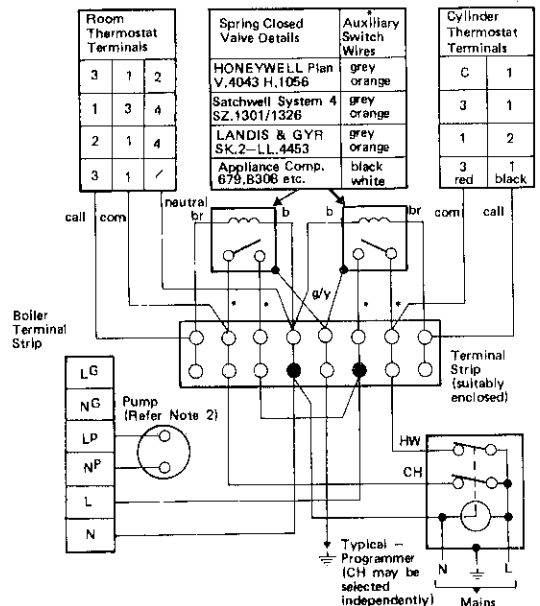 Room
Thermostat
Terminals
3 1 2
1 3 4
2 1 4
3 1 /
Spring Closed
Valve Details
*
Auxiliary
Switch
Wires
HONEYWELL Plan
V.4043 H.1056
grey
orange
Satchwell System 4
SZ.1301/1326
grey
orange
LANDIS & GYR
SK.2-LL.4453
grey
orange
Appliance Comp.
679,B308 etc.
black
white
Cylinder
Thermostat
Terminals
C 1
3 1
1 2
3 1
red black
call com neutral
br b b br com call
g/y
* * * *
Boiler
Terminal
Strip
Terminal
Strip
(suitably
enclosed)
LG
NG
LP
NP
L
N
Pump
(Refer Note 2)
HW
CH
Typical –
Programmer
(CH may be
selected
independently)
N L
Mains